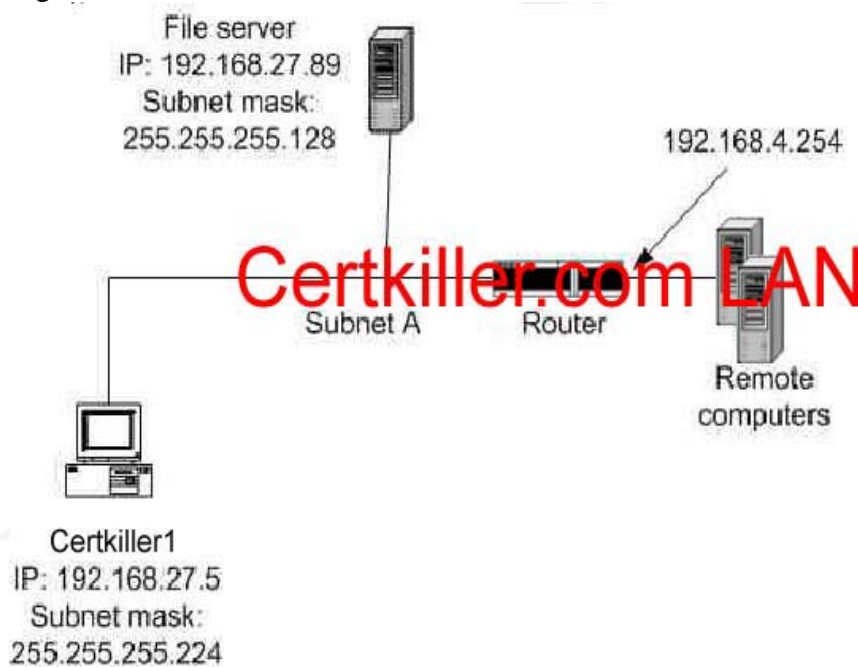 File server
IP: 192.168.27.89
Subnet mask:
255.255.255.128
192.168.4.254
Certkiller.com LAN
Subnet A
Router
Remote
computers
Certkiller1
IP: 192.168.27.5
Subnet mask:
255.255.255.224